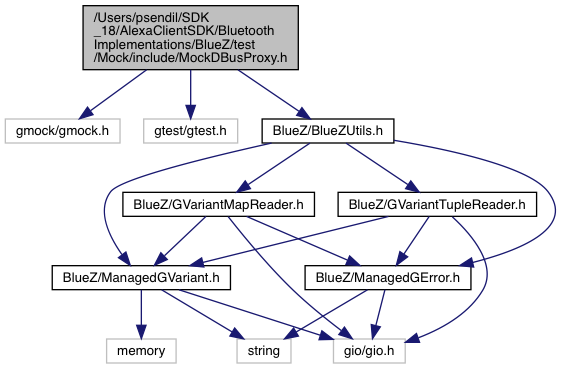 /Users/psendil/SDK
_18/AlexaClientSDK/Bluetooth
Implementations/BlueZ/test
/Mock/include/MockDBusProxy.h
gmock/gmock.h
gtest/gtest.h
BlueZ/BlueZUtils.h
BlueZ/GVariantMapReader.h
BlueZ/GVariantTupleReader.h
BlueZ/ManagedGVariant.h
BlueZ/ManagedGError.h
memory
string
gio/gio.h